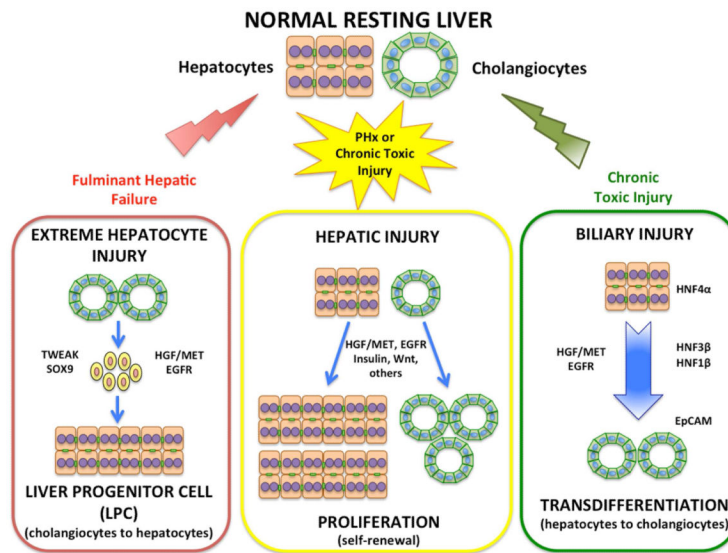 NORMAL RESTING LIVER
Hepatocytes
Cholangiocytes
PHx or
Chronic Toxic
Injury
Fulminant Hepatic
Failure
Chronic
Toxic Injury
EXTREME HEPATOCYTE
INJURY
TWEAK
SOX9
HGF/MET
EGFR
LIVER PROGENITOR CELL
(LPC)
(cholangiocytes to hepatocytes)
HEPATIC INJURY
HGF/MET, EGFR
Insulin, Wnt,
others
PROLIFERATION
(self-renewal)
BILIARY INJURY
HNF4α
HGF/MET
EGFR
HNF3β
HNF1β
EpCAM
TRANSDIFFERENTIATION
(hepatocytes to cholangiocytes)